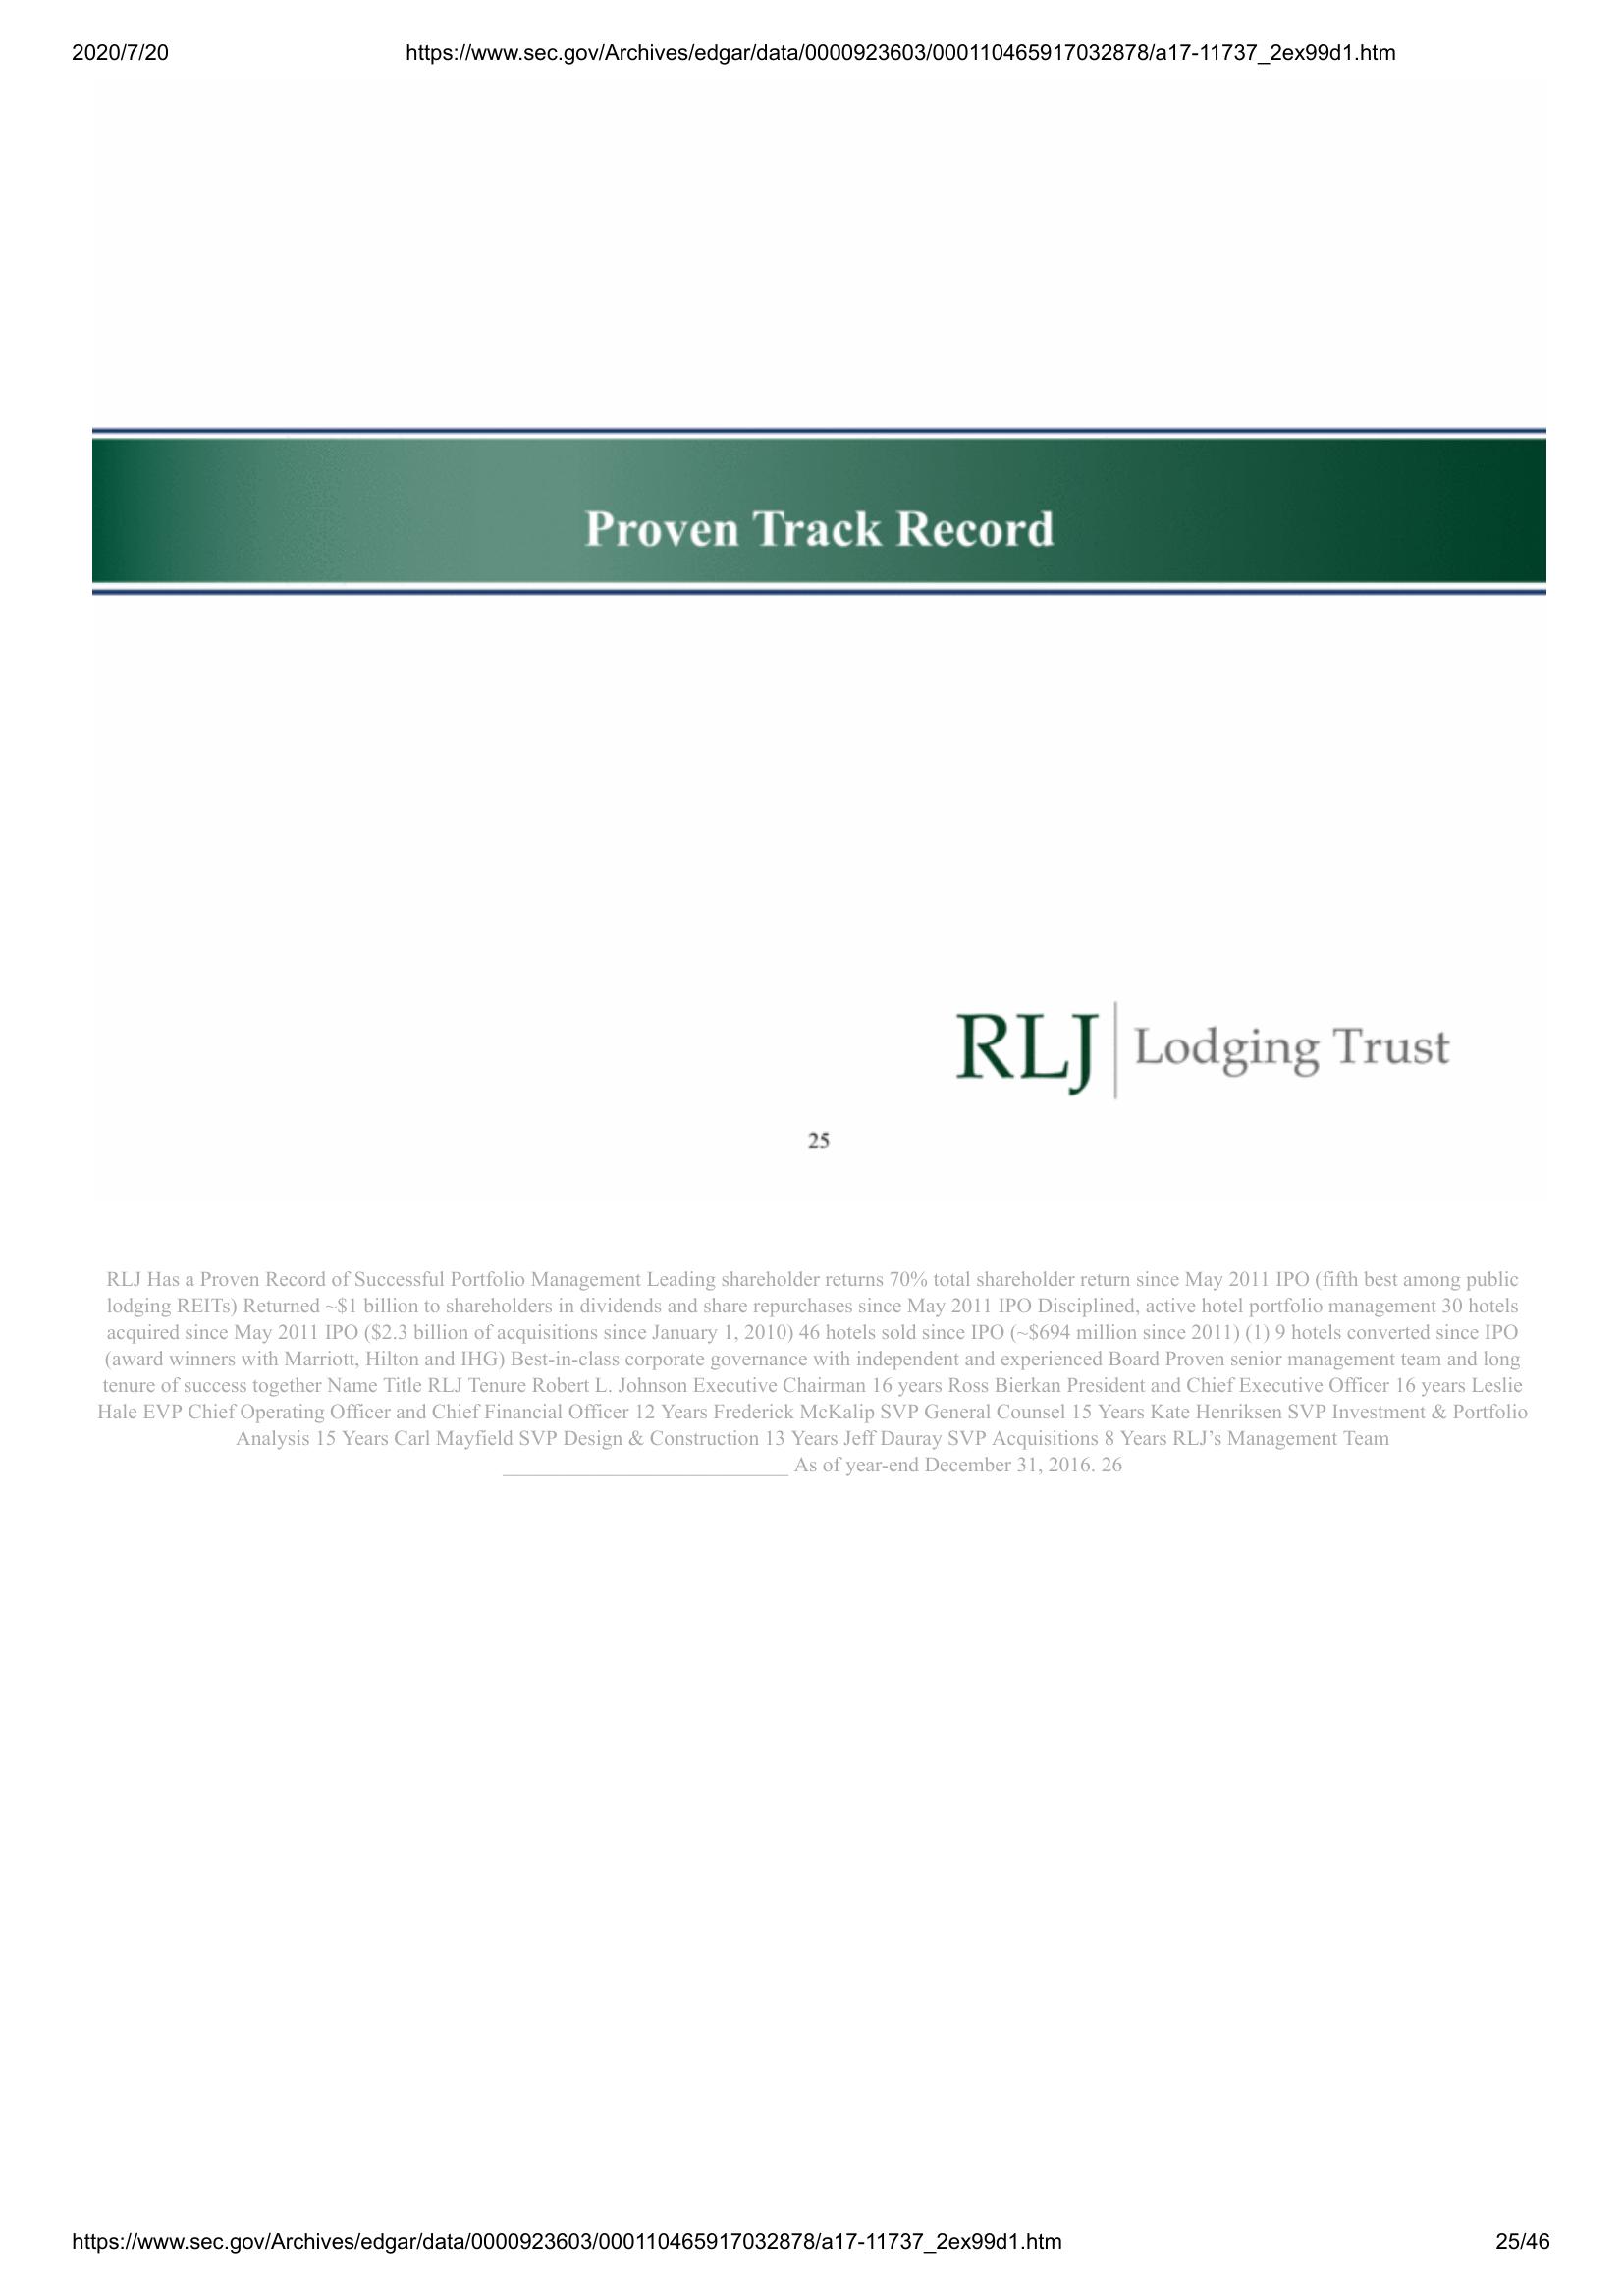 2020/7/20 https://www.sec.gov/Archives/edgar/data/0000923603/000110465917032878/a17-11737_2ex99d1.htm
Proven Track Record
RLJ Lodging Trust
25
RLJ Has a Proven Record of Successful Portfolio Management Leading shareholder returns 70% total shareholder return since May 2011 IPO (fifth best among public
lodging REITs) Returned ~$1 billion to shareholders in dividends and share repurchases since May 2011 IPO Disciplined, active hotel portfolio management 30 hotels
acquired since May 2011 IPO ($2.3 billion of acquisitions since January 1, 2010) 46 hotels sold since IPO (~$694 million since 2011) (1) 9 hotels converted since IPO
(award winners with Marriott, Hilton and IHG) Best-in-class corporate governance with independent and experienced Board Proven senior management team and long
tenure of success together Name Title RLJ Tenure Robert L. Johnson Executive Chairman 16 years Ross Bierkan President and Chief Executive Officer 16 years Leslie
Hale EVP Chief Operating Officer and Chief Financial Officer 12 Years Frederick McKalip SVP General Counsel 15 Years Kate Henriksen SVP Investment & Portfolio
Analysis 15 Years Carl Mayfield SVP Design & Construction 13 Years Jeff Dauray SVP Acquisitions 8 Years RLJ’s Management Team
___________________________ As of year-end December 31, 2016. 26
https://www.sec.gov/Archives/edgar/data/0000923603/000110465917032878/a17-11737_2ex99d1.htm 25/46